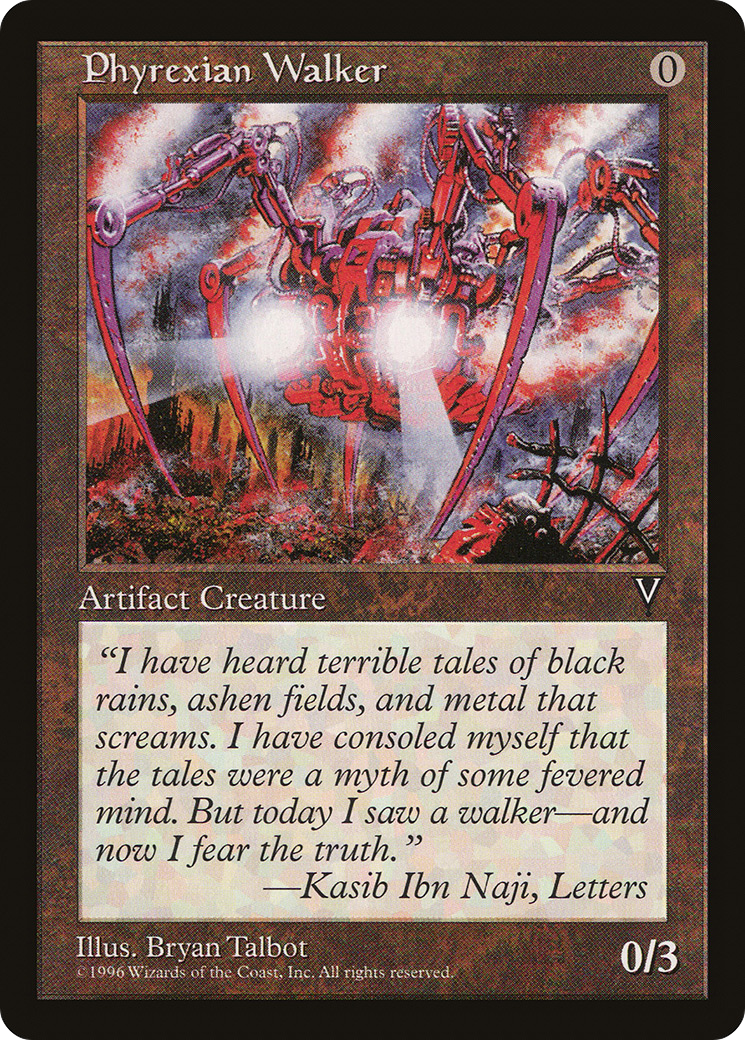 Phyrexian Walker
0
Artifact Creature
V
“I have heard terrible tales of black
rains, ashen fields, and metal that
screams. I have consoled myself that
the tales were a myth of some fevered
mind. But today I saw a walker—and
now I fear the truth.”
—Kasib Ibn Naji, Letters
Illus. Bryan Talbot
©1996 Wizards of the Coast, Inc. All rights reserved.
0/3